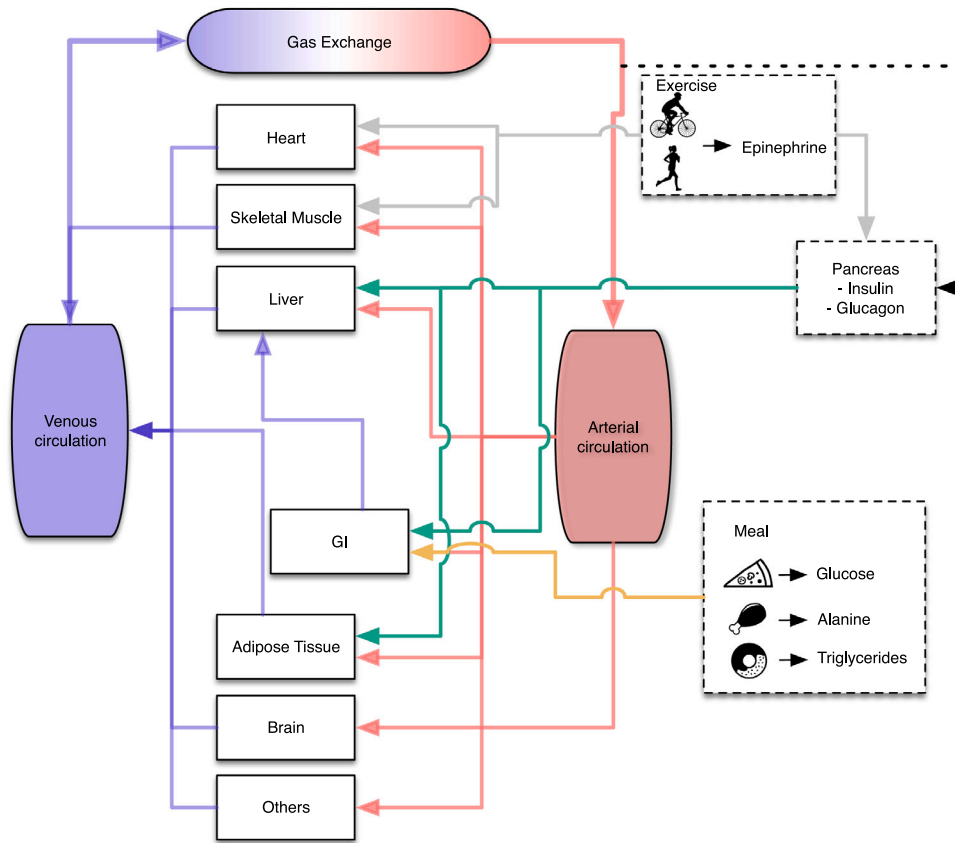 Gas Exchange
Exercise
Epinephrine
Heart
Skeletal Muscle
Liver
Pancreas
- Insulin
- Glucagon
Venous
circulation
Arterial
circulation
GI
Meal
Glucose
Alanine
Triglycerides
Adipose Tissue
Brain
Others